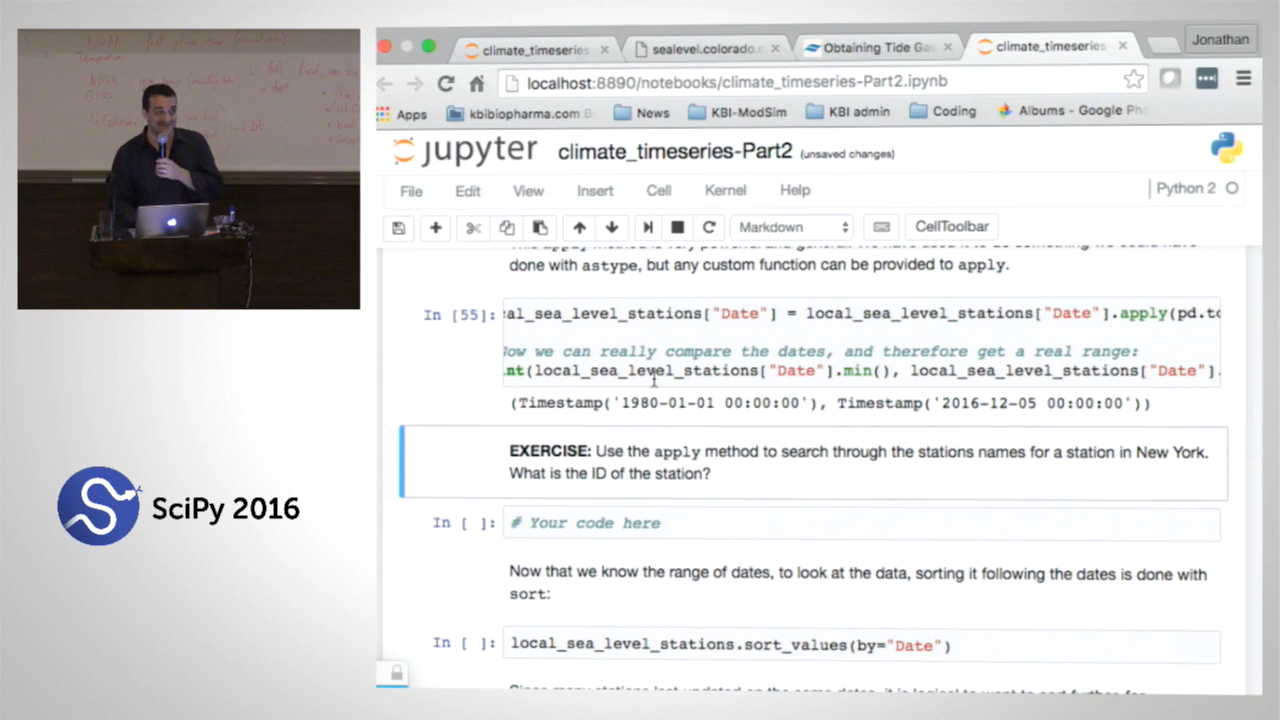 climate_timeseries
sealevel.colorado.e
Obtaining Tide Gau
climate_timeseries
Jonathan
localhost:8890/notebooks/climate_timeseries-Part2.ipynb
Apps
kbibiopharma.com
News
KBI-ModSim
KBI admin
Coding
Albums - Google Pho
jupyter
climate_timeseries-Part2 (unsaved changes)
File Edit View Insert Cell Kernel Help
Python 2
Markdown
CellToolbar
done with astype, but any custom function can be provided to apply.
In [55]: al_sea_level_stations["Date"] = local_sea_level_stations["Date"].apply(pd.to
Now we can really compare the dates, and therefore get a real range:
nt(local_sea_level_stations["Date"].min(), local_sea_level_stations["Date"].
(Timestamp('1980-01-01 00:00:00'), Timestamp('2016-12-05 00:00:00'))
EXERCISE: Use the apply method to search through the stations names for a station in New York.
What is the ID of the station?
In [ ]: # Your code here
Now that we know the range of dates, to look at the data, sorting it following the dates is done with
sort:
In [ ]: local_sea_level_stations.sort_values(by="Date")
SciPy 2016